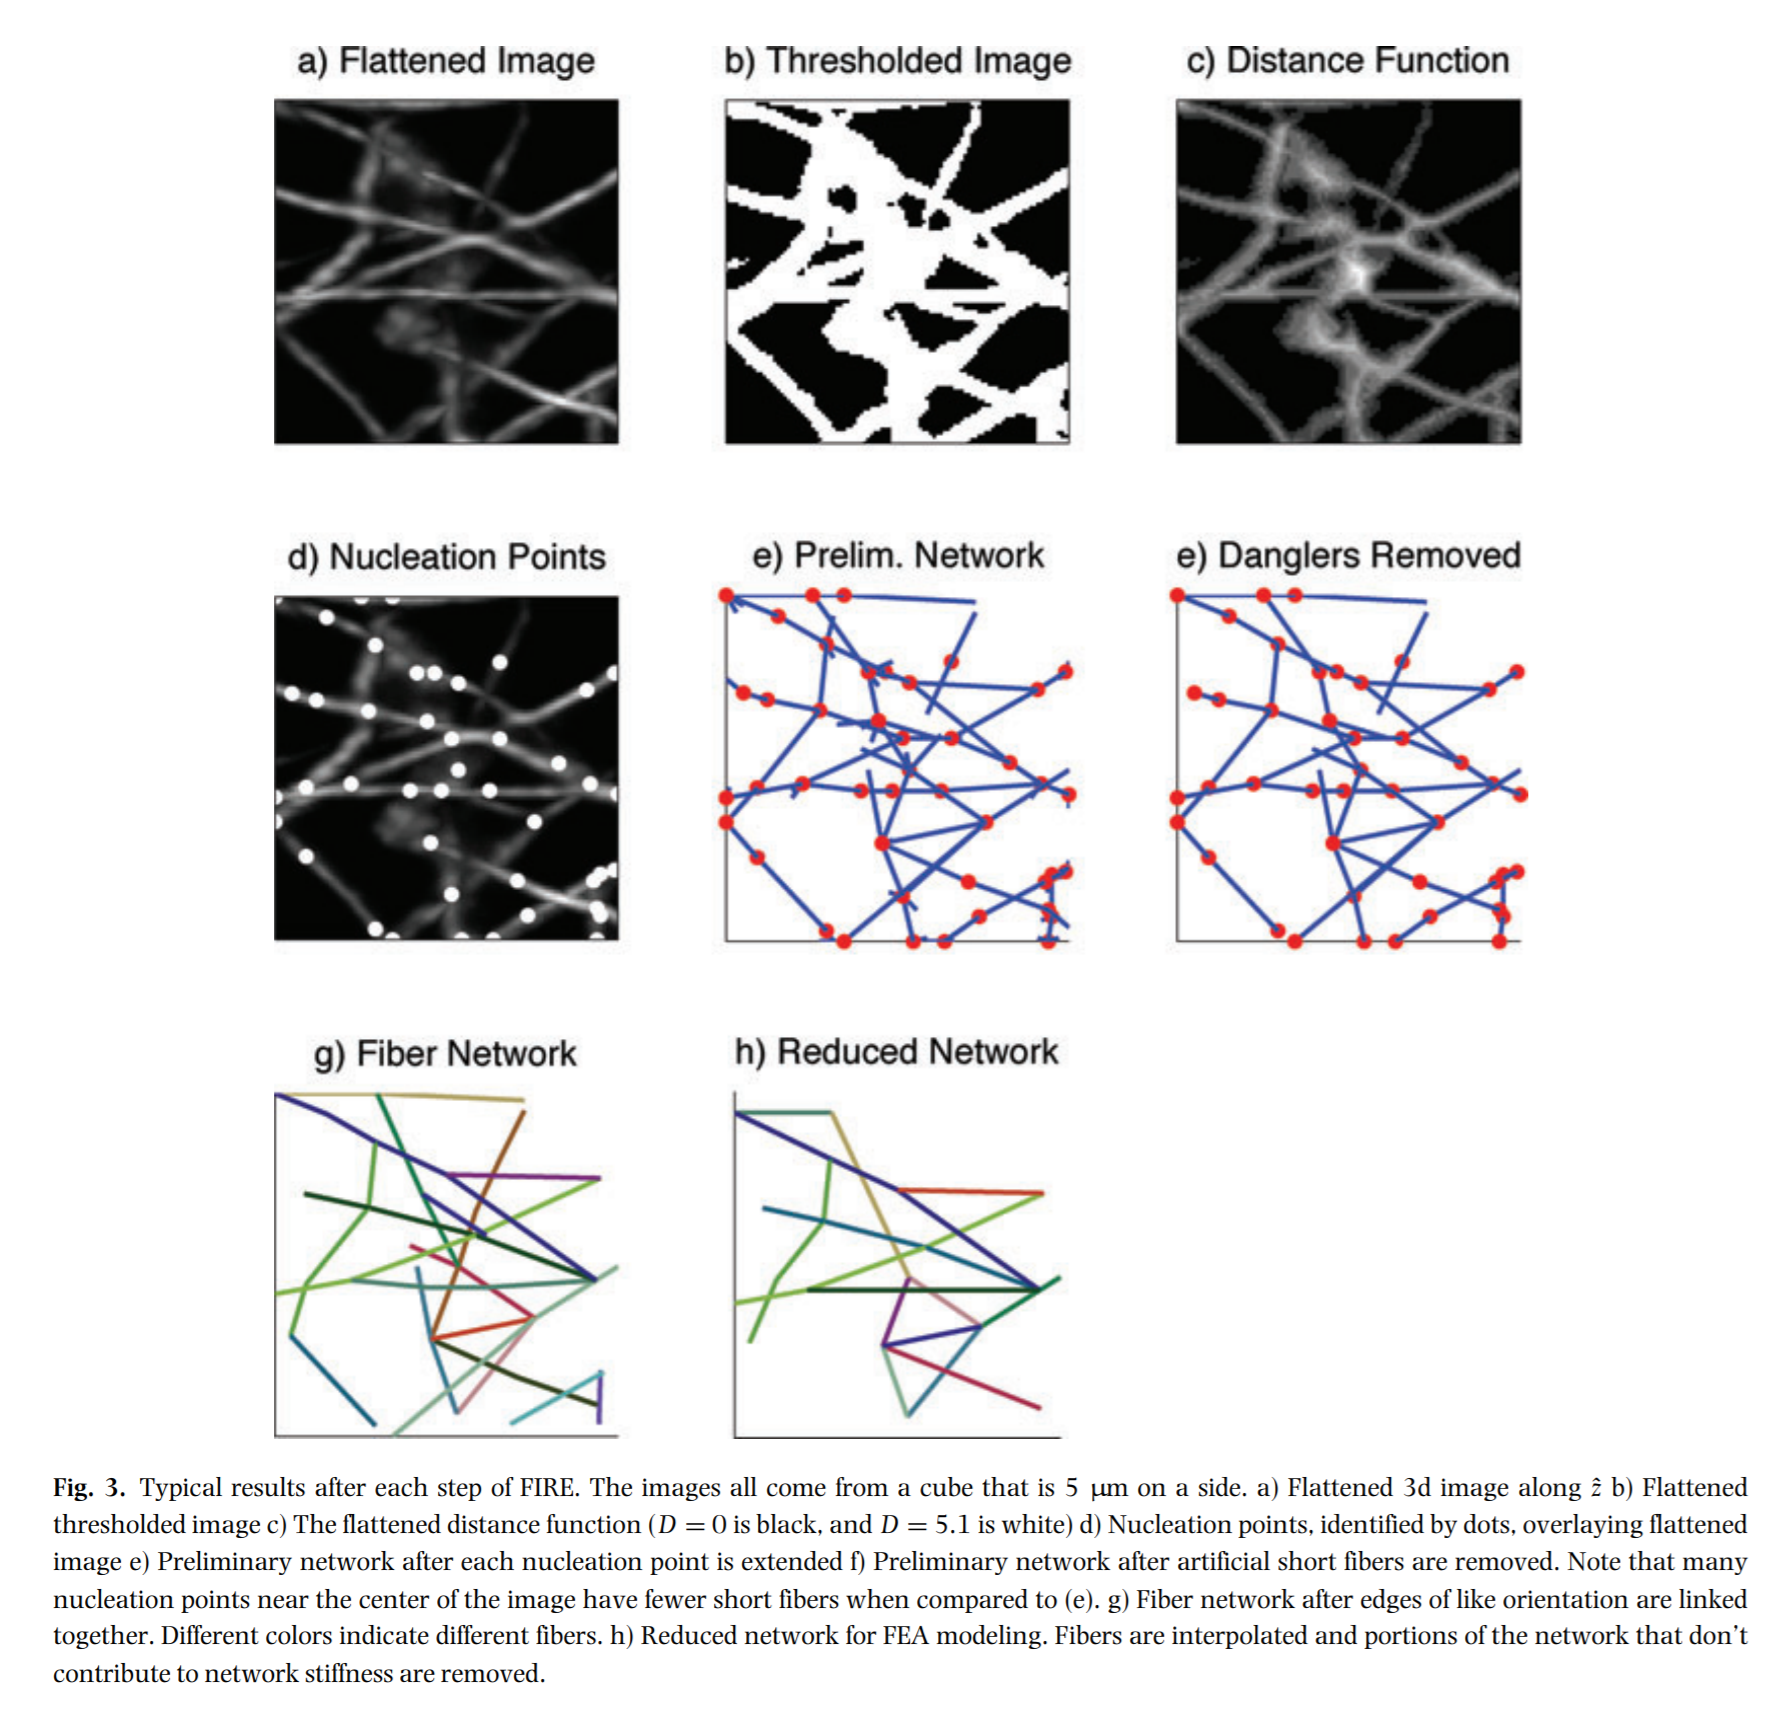 a) Flattened Image
b) Thresholded Image
c) Distance Function
d) Nucleation Points
e) Prelim. Network
e) Danglers Removed
g) Fiber Network
h) Reduced Network
Fig. 3. Typical results after each step of FIRE. The images all come from a cube that is 5 μm on a side. a) Flattened 3d image along ẑ b) Flattened
thresholded image c) The flattened distance function (D = 0 is black, and D = 5.1 is white) d) Nucleation points, identified by dots, overlaying flattened
image e) Preliminary network after each nucleation point is extended f) Preliminary network after artificial short fibers are removed. Note that many
nucleation points near the center of the image have fewer short fibers when compared to (e). g) Fiber network after edges of like orientation are linked
together. Different colors indicate different fibers. h) Reduced network for FEA modeling. Fibers are interpolated and portions of the network that don't
contribute to network stiffness are removed.